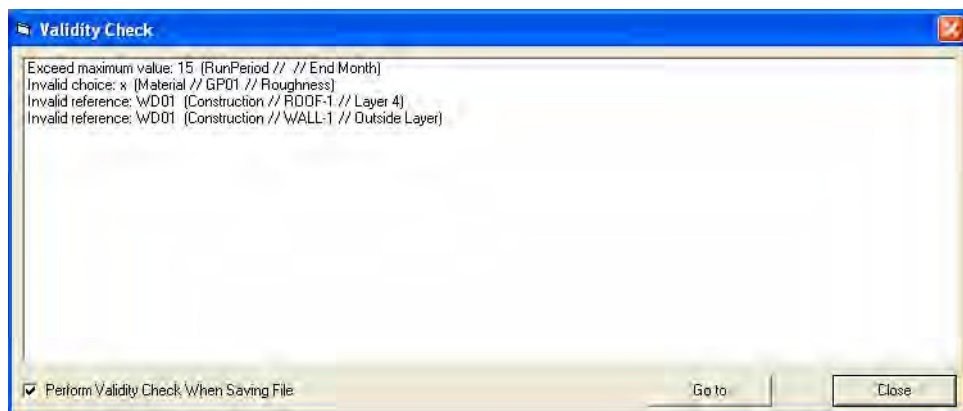 Validity Check
Exceed maximum value: 15 (RunPeriod // // End Month)
Invalid choice: x (Material // GP01 // Roughness)
Invalid reference: WD01 (Construction // ROOF-1 // Layer 4)
Invalid reference: WD01 (Construction // WALL-1 // Outside Layer)
Perform Validity Check When Saving File
Go to
Close